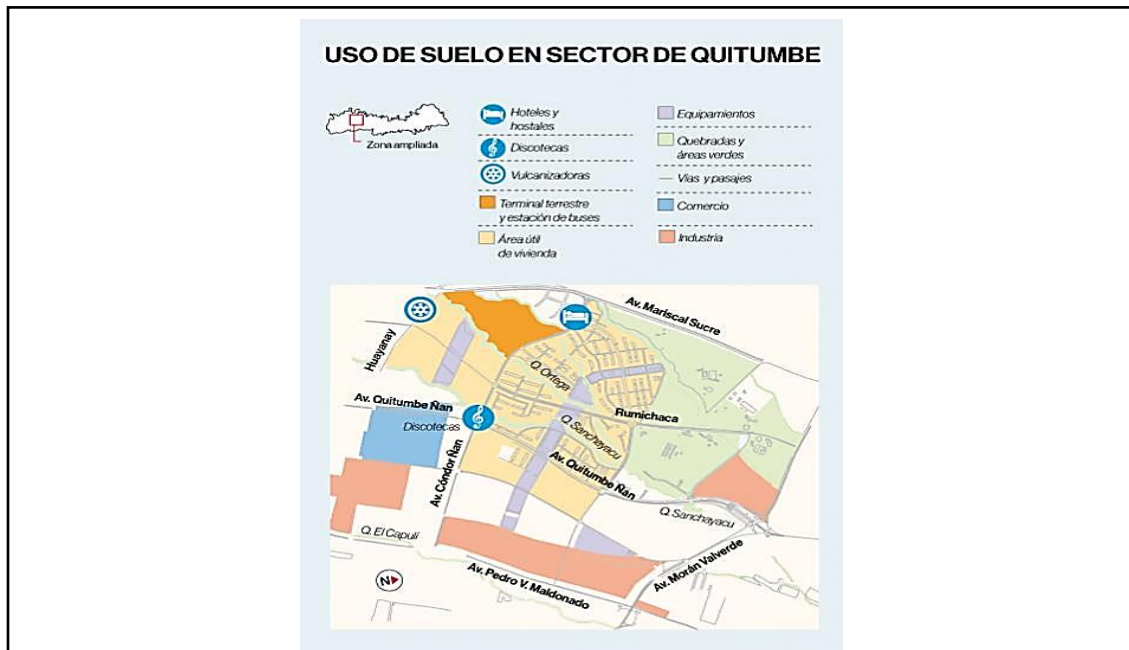 USO DE SUELO EN SECTOR DE QUITUMBE
Zona ampliada
Hoteles y
hostales
Discotecas
Vulcanizadoras
Terminal terrestre
y estación de buses
Área útil
de vivienda
Equipamientos
Quebradas y
áreas verdes
Vías y pasajes
Comercio
Industria
Av. Mariscal Sucre
Huayanay
Q. Ortega
Av. Quitumbe Ñan
Rumichaca
Discotecas
Q. Sanchayacu
Av. Cóndor Ñan
Av. Quitumbe Ñan
Q. Sanchayacu
Q. El Capulí
Av. Pedro V. Maldonado
Av. Morán Valverde
N